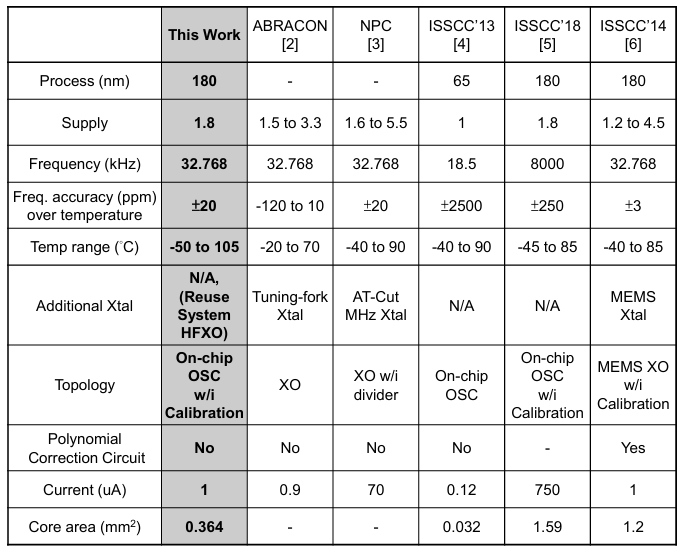 This Work ABRACON [2] NPC [3] ISSCC'13 [4] ISSCC'18 [5] ISSCC'14 [6]
Process (nm) 180 - - 65 180 180
Supply 1.8 1.5 to 3.3 1.6 to 5.5 1 1.8 1.2 to 4.5
Frequency (kHz) 32.768 32.768 32.768 18.5 8000 32.768
Freq. accuracy (ppm) over temperature ±20 -120 to 10 ±20 ±2500 ±250 ±3
Temp range (°C) -50 to 105 -20 to 70 -40 to 90 -40 to 90 -45 to 85 -40 to 85
Additional Xtal N/A, (Reuse System HFXO) Tuning-fork Xtal AT-Cut MHz Xtal N/A N/A MEMS Xtal
Topology On-chip OSC w/i Calibration XO XO w/i divider On-chip OSC On-chip OSC w/i Calibration MEMS XO w/i Calibration
Polynomial Correction Circuit No No No No - Yes
Current (uA) 1 0.9 70 0.12 750 1
Core area (mm²) 0.364 - - 0.032 1.59 1.2